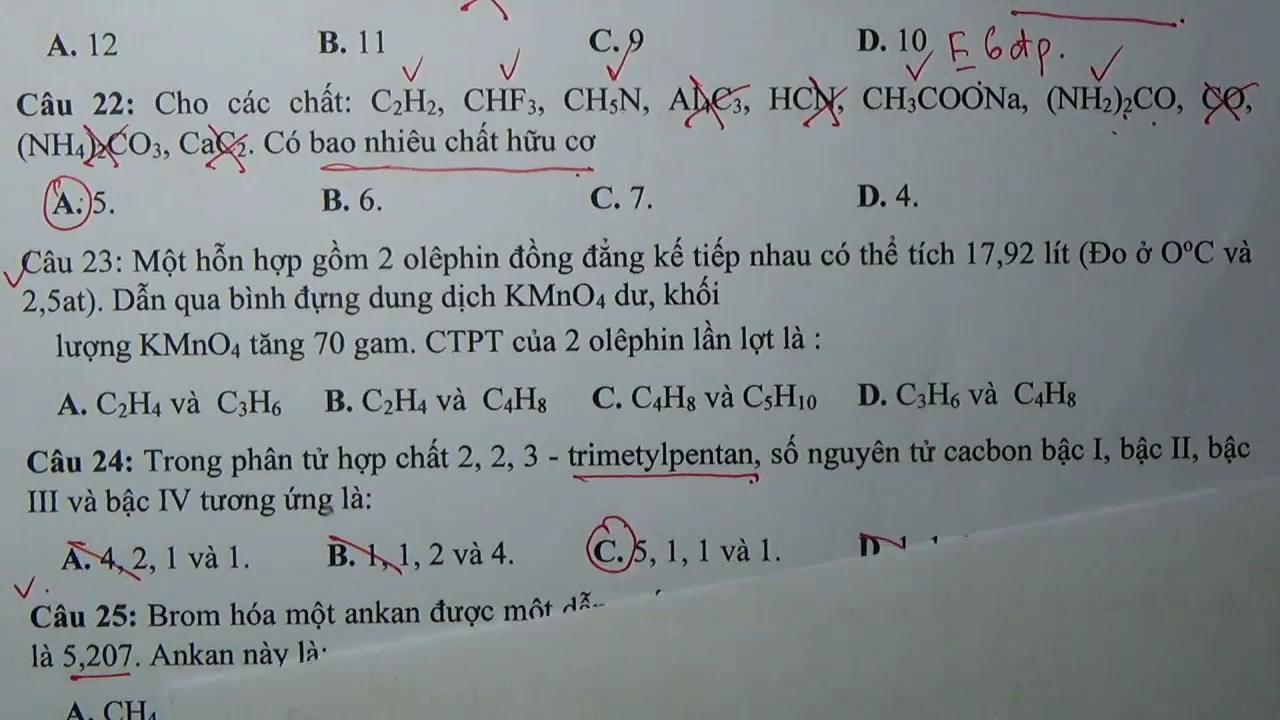 A. 12 B. 11 C. 9 D. 10 E 6đp.
Câu 22: Cho các chất: C₂H₂, CHF₃, CH₅N, Al₄C₃, HCN, CH₃COONa, (NH₂)₂CO, CO,
(NH₄)₂CO₃, CaC₂. Có bao nhiêu chất hữu cơ
A. 5. B. 6. C. 7. D. 4.
Câu 23: Một hỗn hợp gồm 2 olêphin đồng đẳng kế tiếp nhau có thể tích 17,92 lít (Đo ở OºC và
2,5at). Dẫn qua bình đựng dung dịch KMnO₄ dư, khối
lượng KMnO₄ tăng 70 gam. CTPT của 2 olêphin lần lợt là :
A. C₂H₄ và C₃H₆ B. C₂H₄ và C₄H₈ C. C₄H₈ và C₅H₁₀ D. C₃H₆ và C₄H₈
Câu 24: Trong phân tử hợp chất 2, 2, 3 - trimetylpentan, số nguyên tử cacbon bậc I, bậc II, bậc
III và bậc IV tương ứng là:
A. 4, 2, 1 và 1. B. 1, 1, 2 và 4. C. 5, 1, 1 và 1. D
Câu 25: Brom hóa một ankan được một
là 5,207. Ankan này là:
A. CH₄